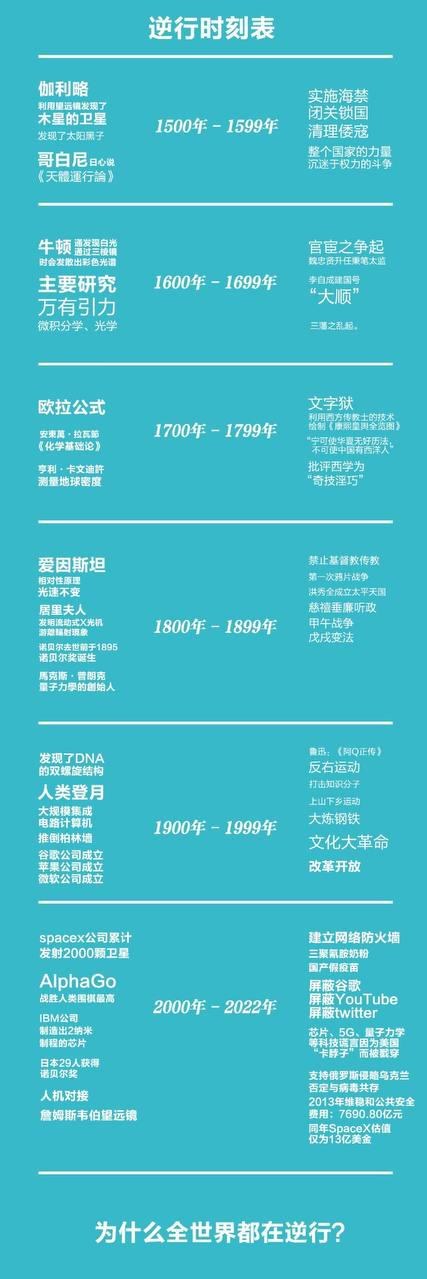 逆行时刻表
伽利略
利用望远镜发现了
木星的卫星
发现了太阳黑子
哥白尼 日心说
《天體運行論》
1500年 - 1599年
实施海禁
闭关锁国
清理倭寇
整个国家的力量
沉迷于权力的斗争
牛顿 通发现白光
通过三棱镜
时会发散出彩色光谱
主要研究
万有引力
微积分学、光学
1600年 - 1699年
官宦之争起
魏忠贤升任秉笔太监
李自成建国号
“大顺”
三藩之乱起。
欧拉公式
安東萬·拉瓦節
《化学基础论》
亨利·卡文迪許
测量地球密度
1700年 - 1799年
文字狱
利用西方传教士的技术
绘制《康熙皇舆全览图》
“宁可使华夏无好历法,
不可使中国有西洋人”
批评西学为
“奇技淫巧”
爱因斯坦
相对性原理
光速不变
居里夫人
发明流动式X光机
游離輻射現象
诺贝尔去世前于1895
诺贝尔奖诞生
馬克斯·普朗克
量子力學的創始人
1800年 - 1899年
禁止基督教传教
第一次鸦片战争
洪秀全成立太平天国
慈禧垂廉听政
甲午战争
戊戌变法
发现了DNA
的双螺旋结构
人类登月
大规模集成
电路计算机
推倒柏林墙
谷歌公司成立
苹果公司成立
微软公司成立
1900年 - 1999年
鲁迅:《阿Q正传》
反右运动
打击知识分子
上山下乡运动
大炼钢铁
文化大革命
改革开放
spacex公司累计
发射2000颗卫星
AlphaGo
战胜人类围棋最高
IBM公司
制造出2纳米
制程的芯片
日本29人获得
诺贝尔奖
人机对接
詹姆斯韦伯望远镜
2000年 - 2022年
建立网络防火墙
三聚氰胺奶粉
国产假疫苗
屏蔽谷歌
屏蔽YouTube
屏蔽twitter
芯片、5G、量子力学
等科技谎言因为美国
“卡脖子”而被戳穿
支持俄罗斯侵略乌克兰
否定与病毒共存
2013年维稳和公共安全
费用:7690.80亿元
同年SpaceX估值
仅为13亿美金
为什么全世界都在逆行?